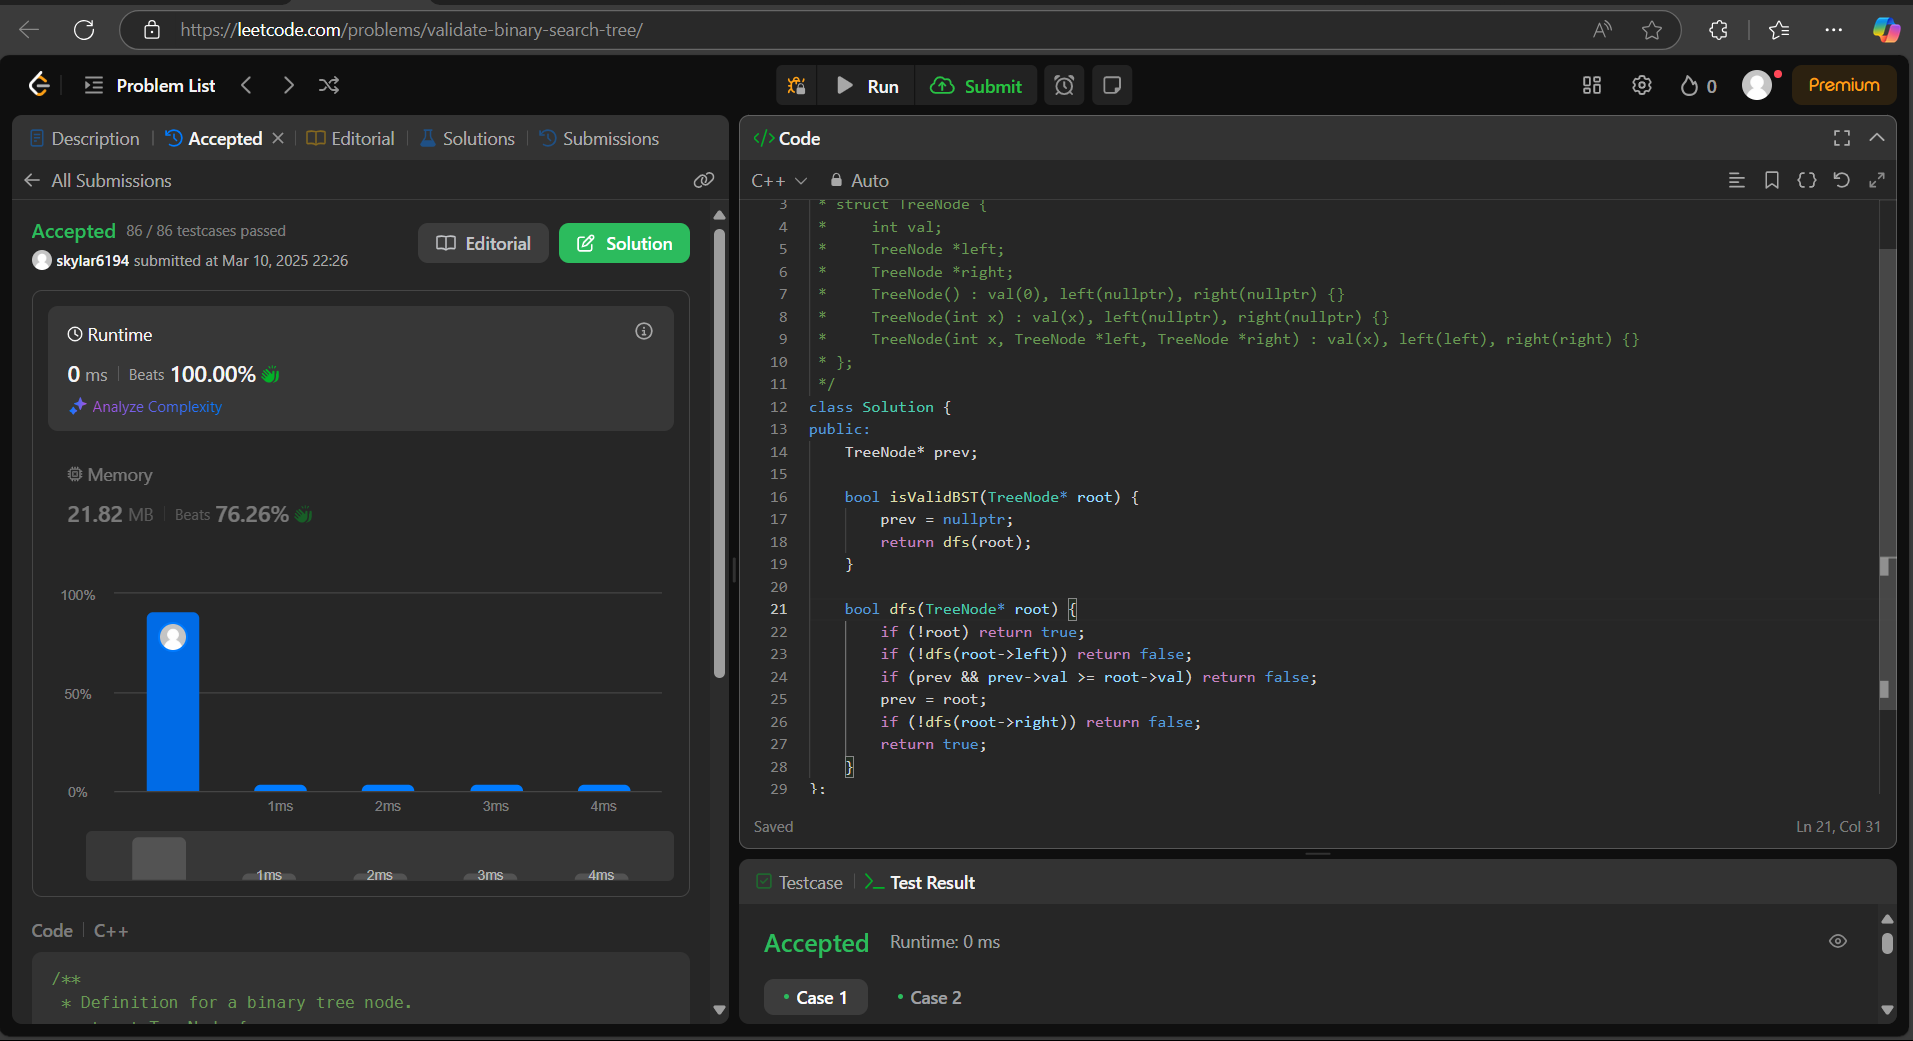 https://leetcode.com/problems/validate-binary-search-tree/
Problem List
Run
Submit
0
Premium
Description
Accepted
Editorial
Solutions
Submissions
All Submissions
Accepted 86 / 86 testcases passed
skylar6194 submitted at Mar 10, 2025 22:26
Editorial
Solution
Runtime
0 ms Beats 100.00%
Analyze Complexity
Memory
21.82 MB Beats 76.26%
100%
50%
0%
1ms 2ms 3ms 4ms
1ms 2ms 3ms 4ms
Code C++
/**
* Definition for a binary tree node.
</> Code
C++ Auto
3 * struct TreeNode {
4 *     int val;
5 *     TreeNode *left;
6 *     TreeNode *right;
7 *     TreeNode() : val(0), left(nullptr), right(nullptr) {}
8 *     TreeNode(int x) : val(x), left(nullptr), right(nullptr) {}
9 *     TreeNode(int x, TreeNode *left, TreeNode *right) : val(x), left(left), right(right) {}
10 * };
11 */
12 class Solution {
13 public:
14     TreeNode* prev;
15
16     bool isValidBST(TreeNode* root) {
17         prev = nullptr;
18         return dfs(root);
19     }
20
21     bool dfs(TreeNode* root) {
22         if (!root) return true;
23         if (!dfs(root->left)) return false;
24         if (prev && prev->val >= root->val) return false;
25         prev = root;
26         if (!dfs(root->right)) return false;
27         return true;
28     }
29 };
Saved
Ln 21, Col 31
Testcase
Test Result
Accepted Runtime: 0 ms
Case 1
Case 2